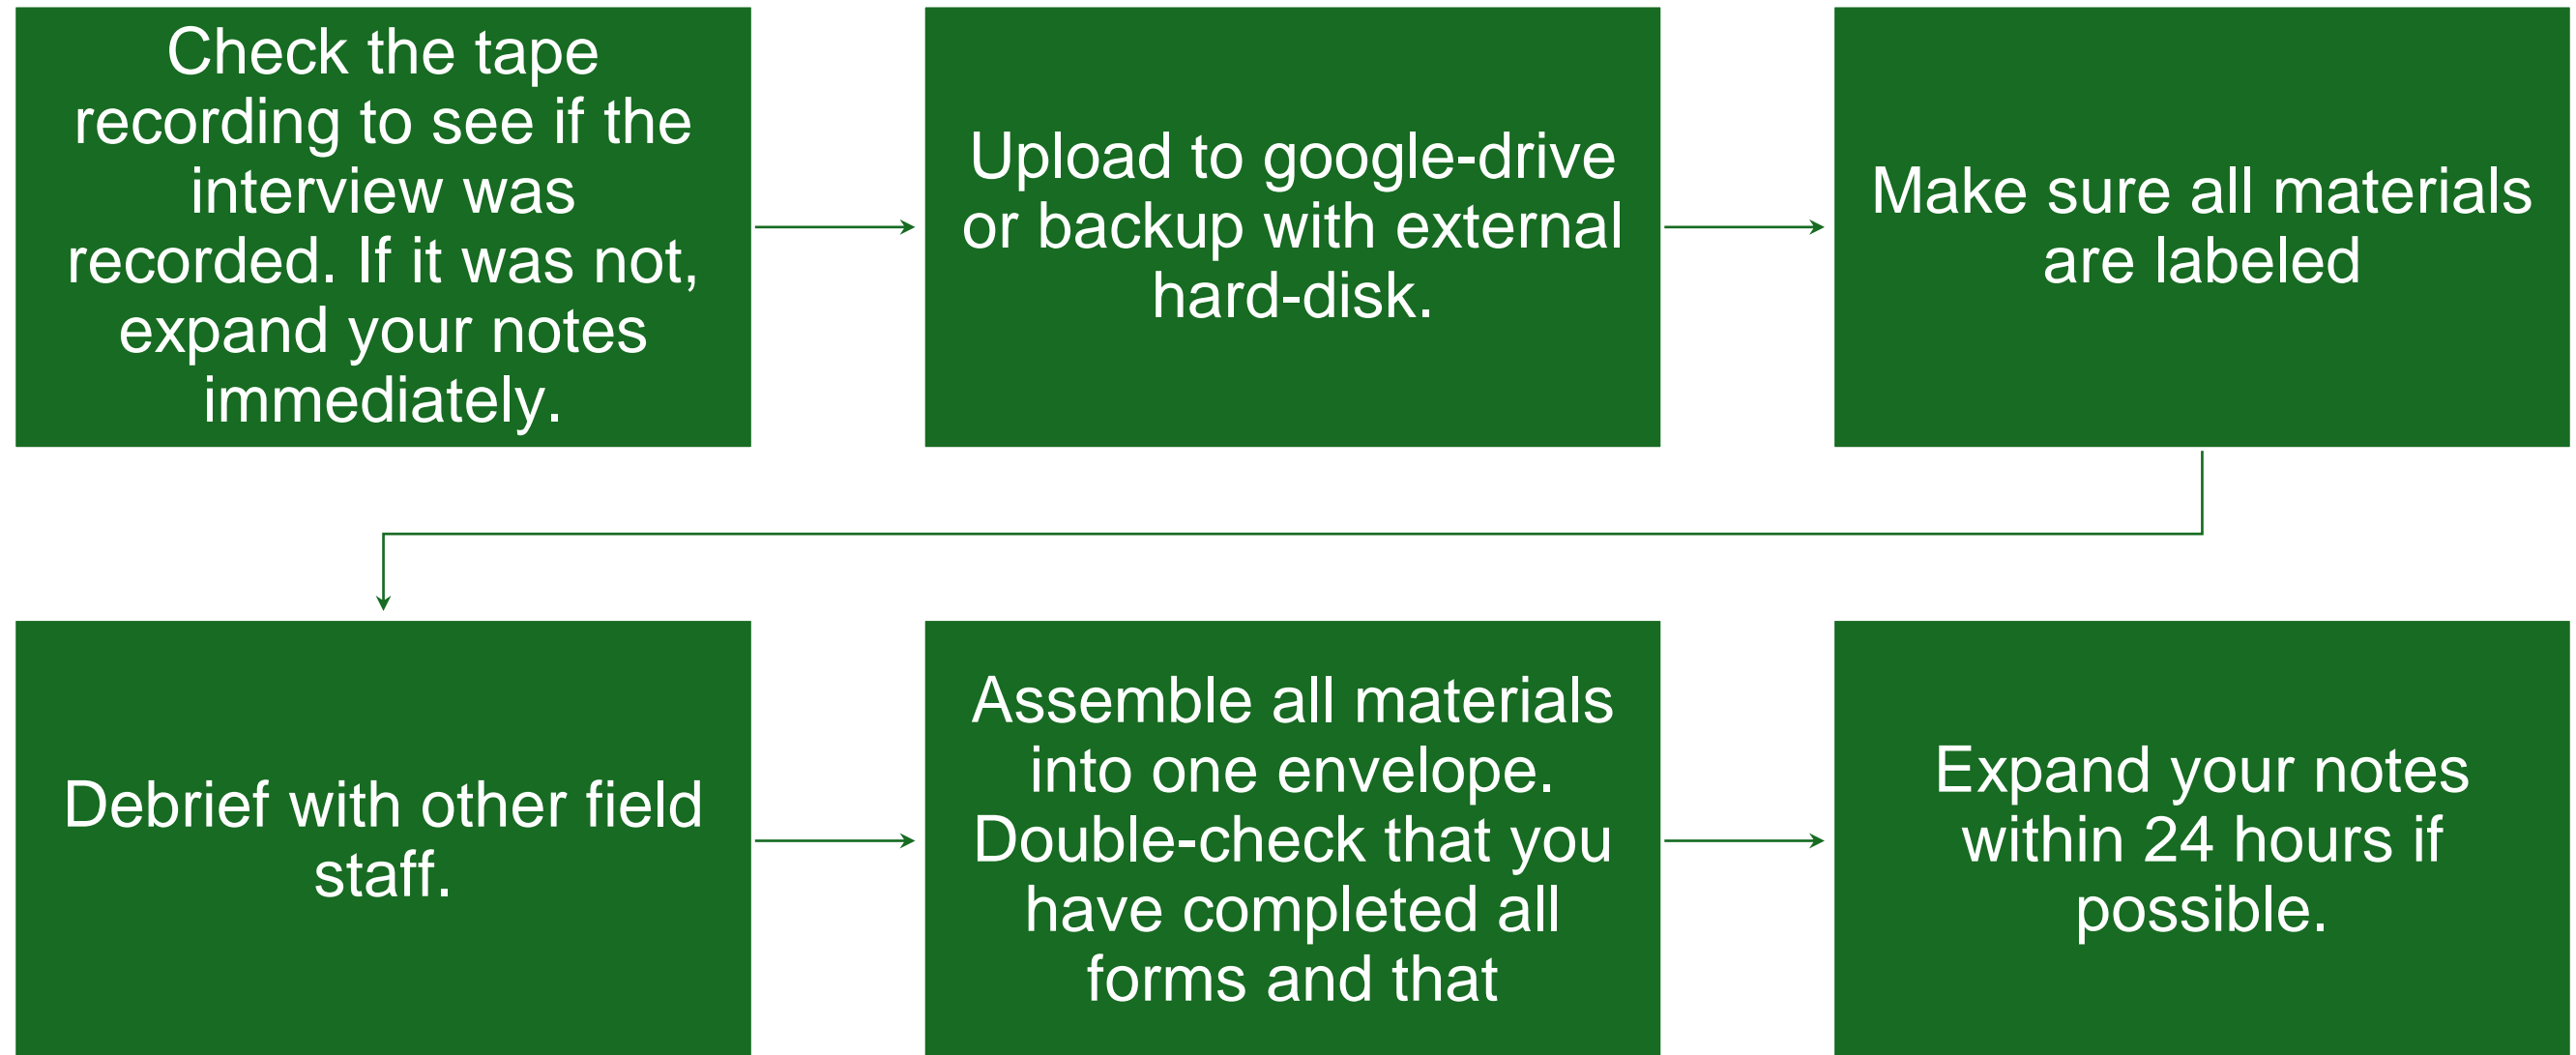 Check the tape
recording to see if the
interview was
recorded. If it was not,
expand your notes
immediately.
Upload to google-drive
or backup with external
hard-disk.
Make sure all materials
are labeled
Debrief with other field
staff.
Assemble all materials
into one envelope.
Double-check that you
have completed all
forms and that
Expand your notes
within 24 hours if
possible.